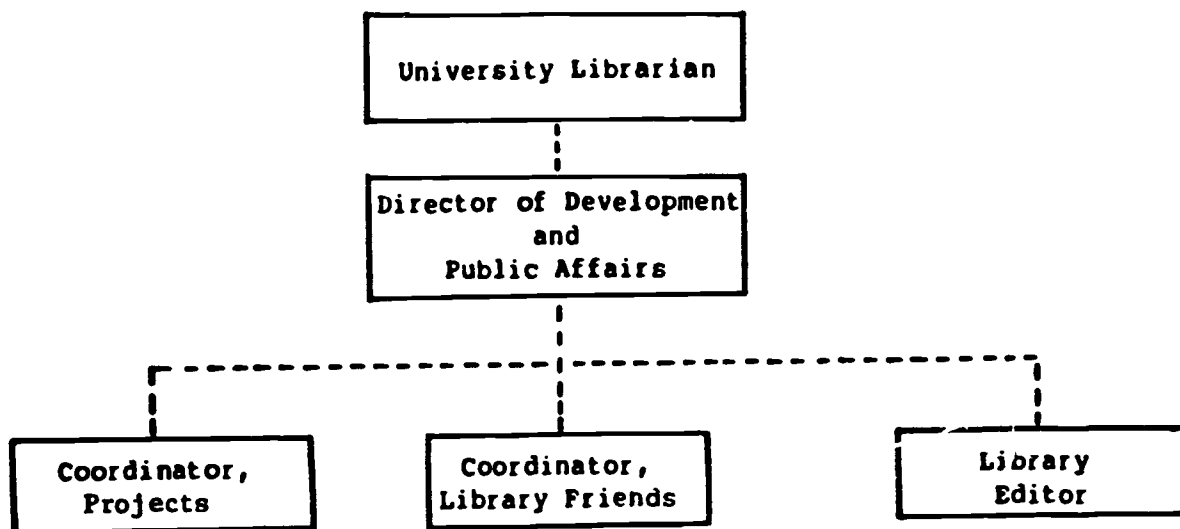 University Librarian
Director of Development
and
Public Affairs
Coordinator,
Projects
Coordinator,
Library Friends
Library
Editor